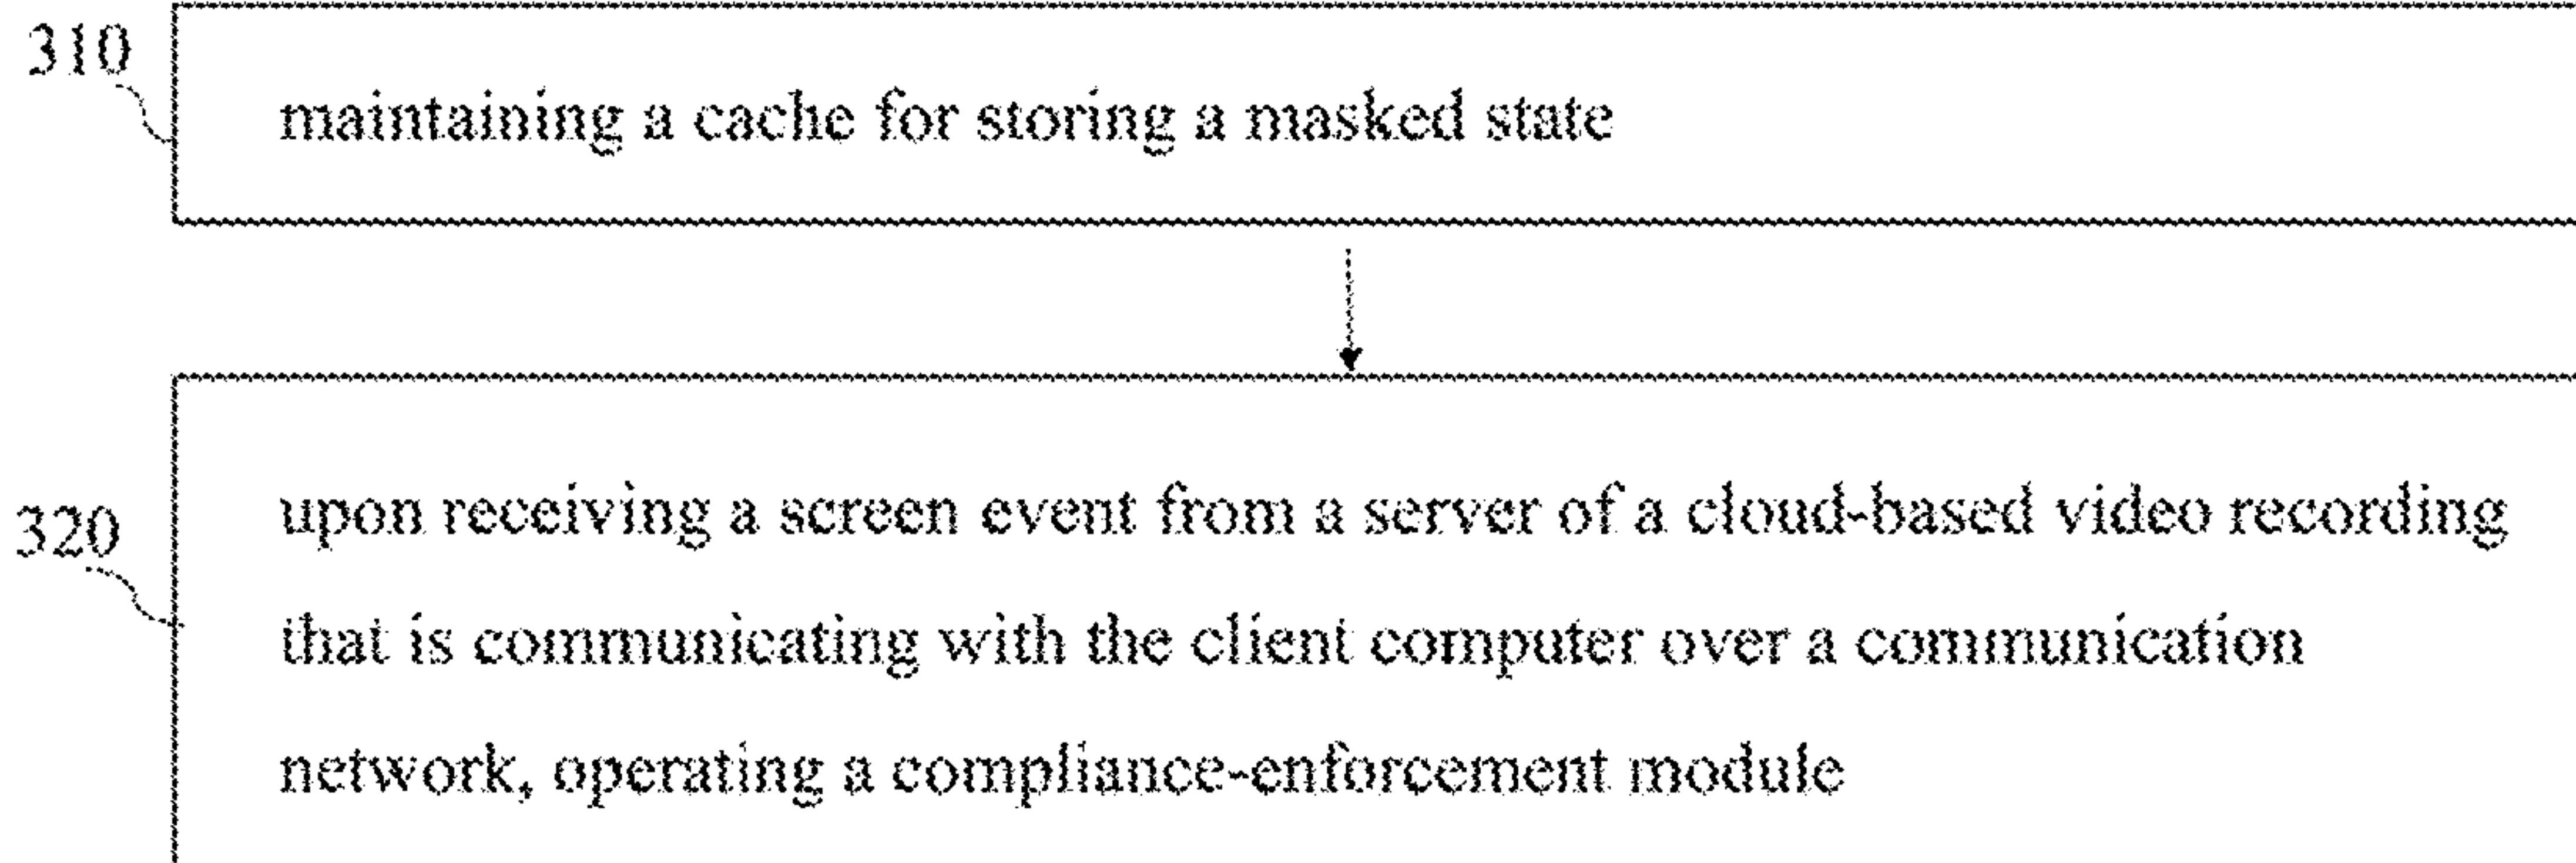 310
maintaining a cache for storing a masked state
320
upon receiving a screen event from a server of a cloud-based video recording
that is communicating with the client computer over a communication
network, operating a compliance-enforcement module